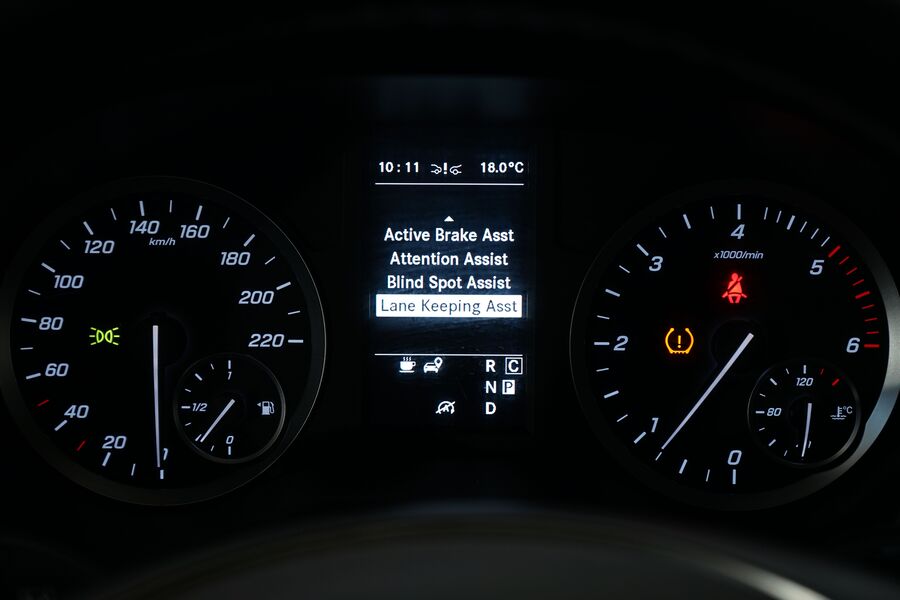 10:11 18.0°C
Active Brake Asst
Attention Assist
Blind Spot Assist
Lane Keeping Asst
R C
N P
D
20
40
60
80
100
120
140
160
180
200
220
km/h
0
1/2
1
0
1
2
3
4
5
6
x1000/min
80
120
°C